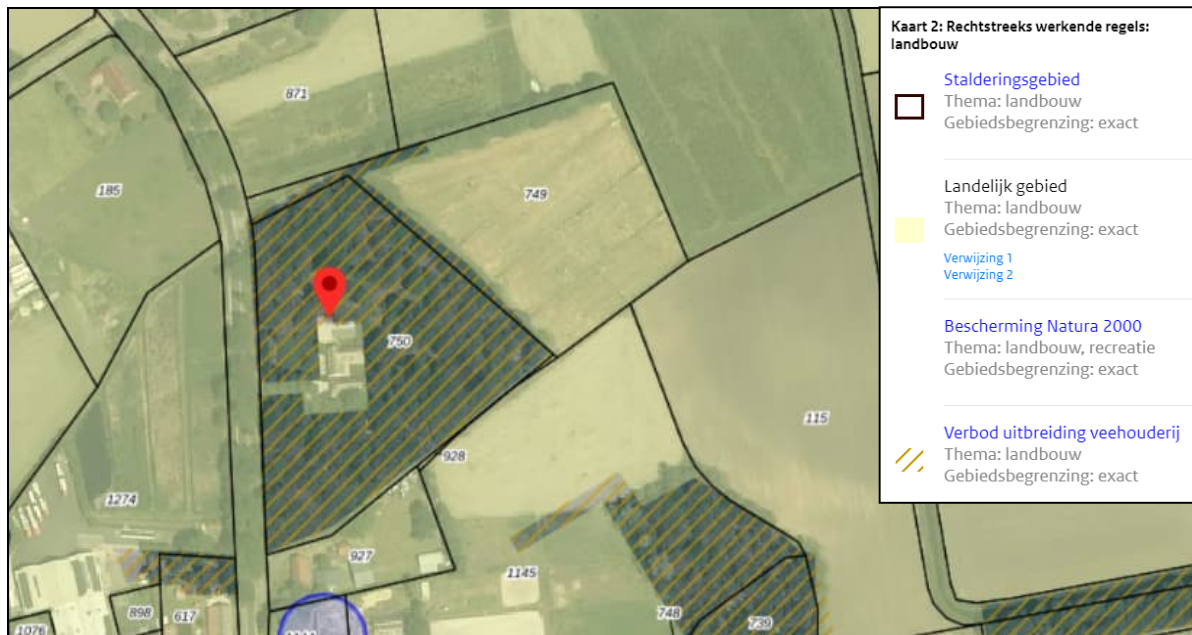 Kaart 2: Rechtstreeks werkende regels:
landbouw
Stalderingsgebied
Thema: landbouw
Gebiedsbegrenzing: exact
Landelijk gebied
Thema: landbouw
Gebiedsbegrenzing: exact
Verwijzing 1
Verwijzing 2
Bescherming Natura 2000
Thema: landbouw, recreatie
Gebiedsbegrenzing: exact
Verbod uitbreiding veehouderij
Thema: landbouw
Gebiedsbegrenzing: exact
871
185
749
750
115
928
1274
927
1145
898
617
748
739
1076